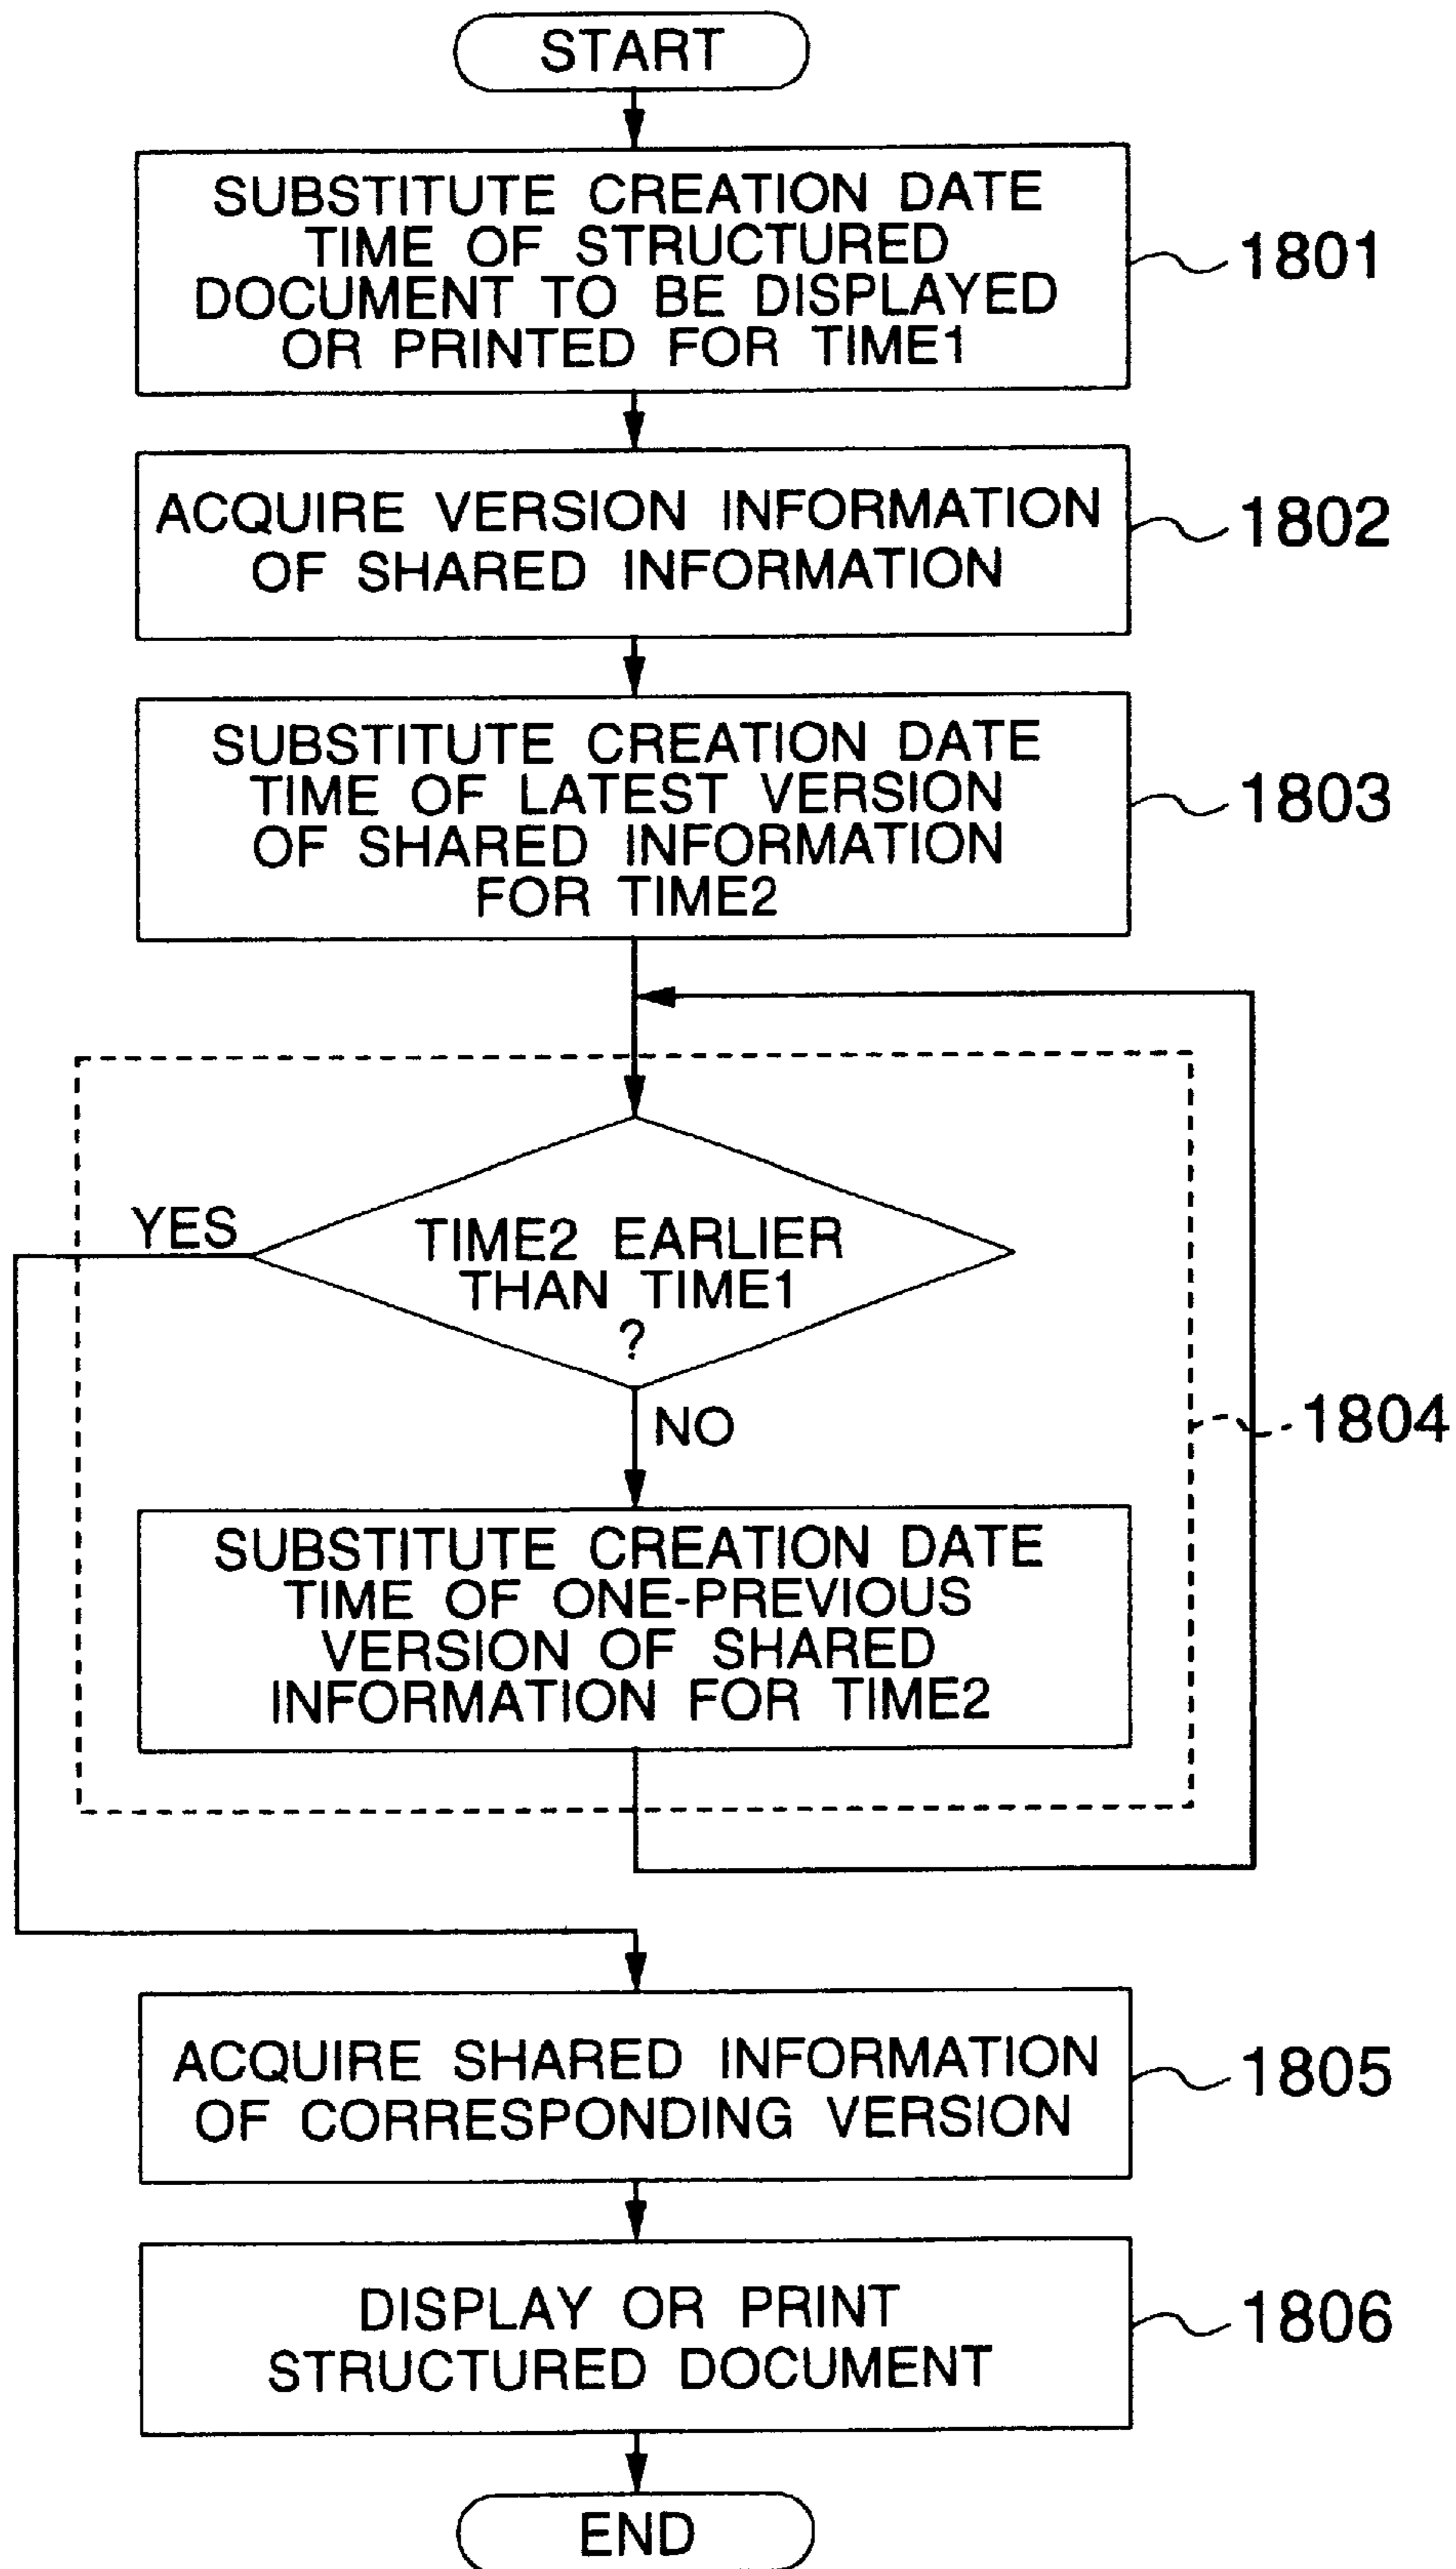 START
SUBSTITUTE CREATION DATE
TIME OF STRUCTURED
DOCUMENT TO BE DISPLAYED
OR PRINTED FOR TIME1
1801
ACQUIRE VERSION INFORMATION
OF SHARED INFORMATION
1802
SUBSTITUTE CREATION DATE
TIME OF LATEST VERSION
OF SHARED INFORMATION
FOR TIME2
1803
YES
TIME2 EARLIER
THAN TIME1
?
NO
1804
SUBSTITUTE CREATION DATE
TIME OF ONE-PREVIOUS
VERSION OF SHARED
INFORMATION FOR TIME2
ACQUIRE SHARED INFORMATION
OF CORRESPONDING VERSION
1805
DISPLAY OR PRINT
STRUCTURED DOCUMENT
1806
END